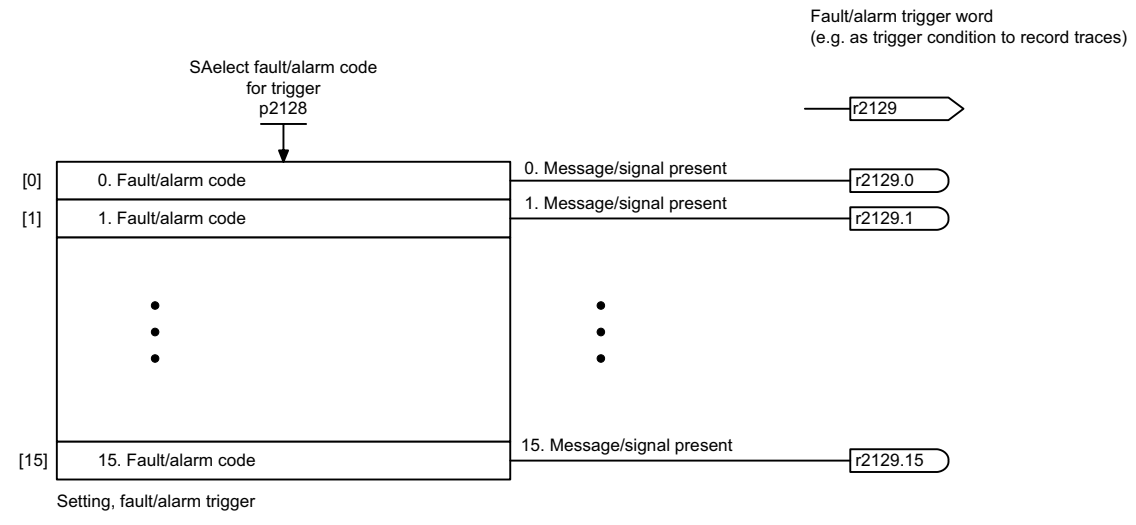 Fault/alarm trigger word
(e.g. as trigger condition to record traces)
SAelect fault/alarm code
for trigger
p2128
r2129
[0]
0. Fault/alarm code
0. Message/signal present
r2129.0
[1]
1. Fault/alarm code
1. Message/signal present
r2129.1
[15]
15. Fault/alarm code
15. Message/signal present
r2129.15
Setting, fault/alarm trigger